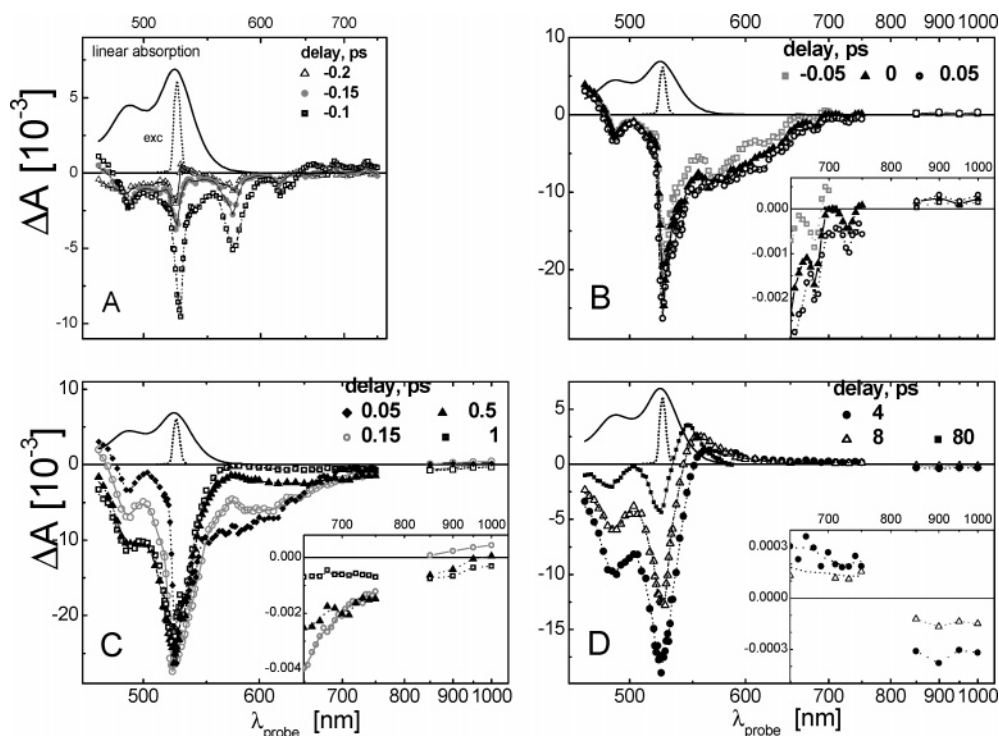 500 600 700
linear absorption
delay, ps
-0.2
-0.15
-0.1
exc
5
0
-5
-10
ΔA [10⁻³]
A
500 600 700 800 900 1000
delay, ps
-0.05 0 0.05
0
-10
-20
B
700 800 900 1000
0.000
-0.001
-0.002
delay, ps
0.05 0.5
0.15 1
10
0
-10
-20
ΔA [10⁻³]
C
700 800 900 1000
0.000
-0.002
-0.004
500 600 700 800 900 1000
λprobe [nm]
delay, ps
4
8 80
5
0
-5
-10
-15
D
700 800 900 1000
0.0003
0.0000
-0.0003
500 600 700 800 900 1000
λprobe [nm]